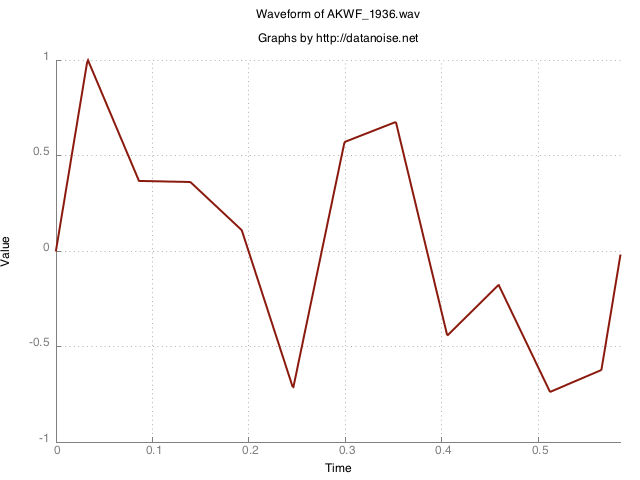 Waveform of AKWF_1936.wav
Graphs by http://datanoise.net
1
0.5
0
-0.5
-1
Value
0 0.1 0.2 0.3 0.4 0.5
Time